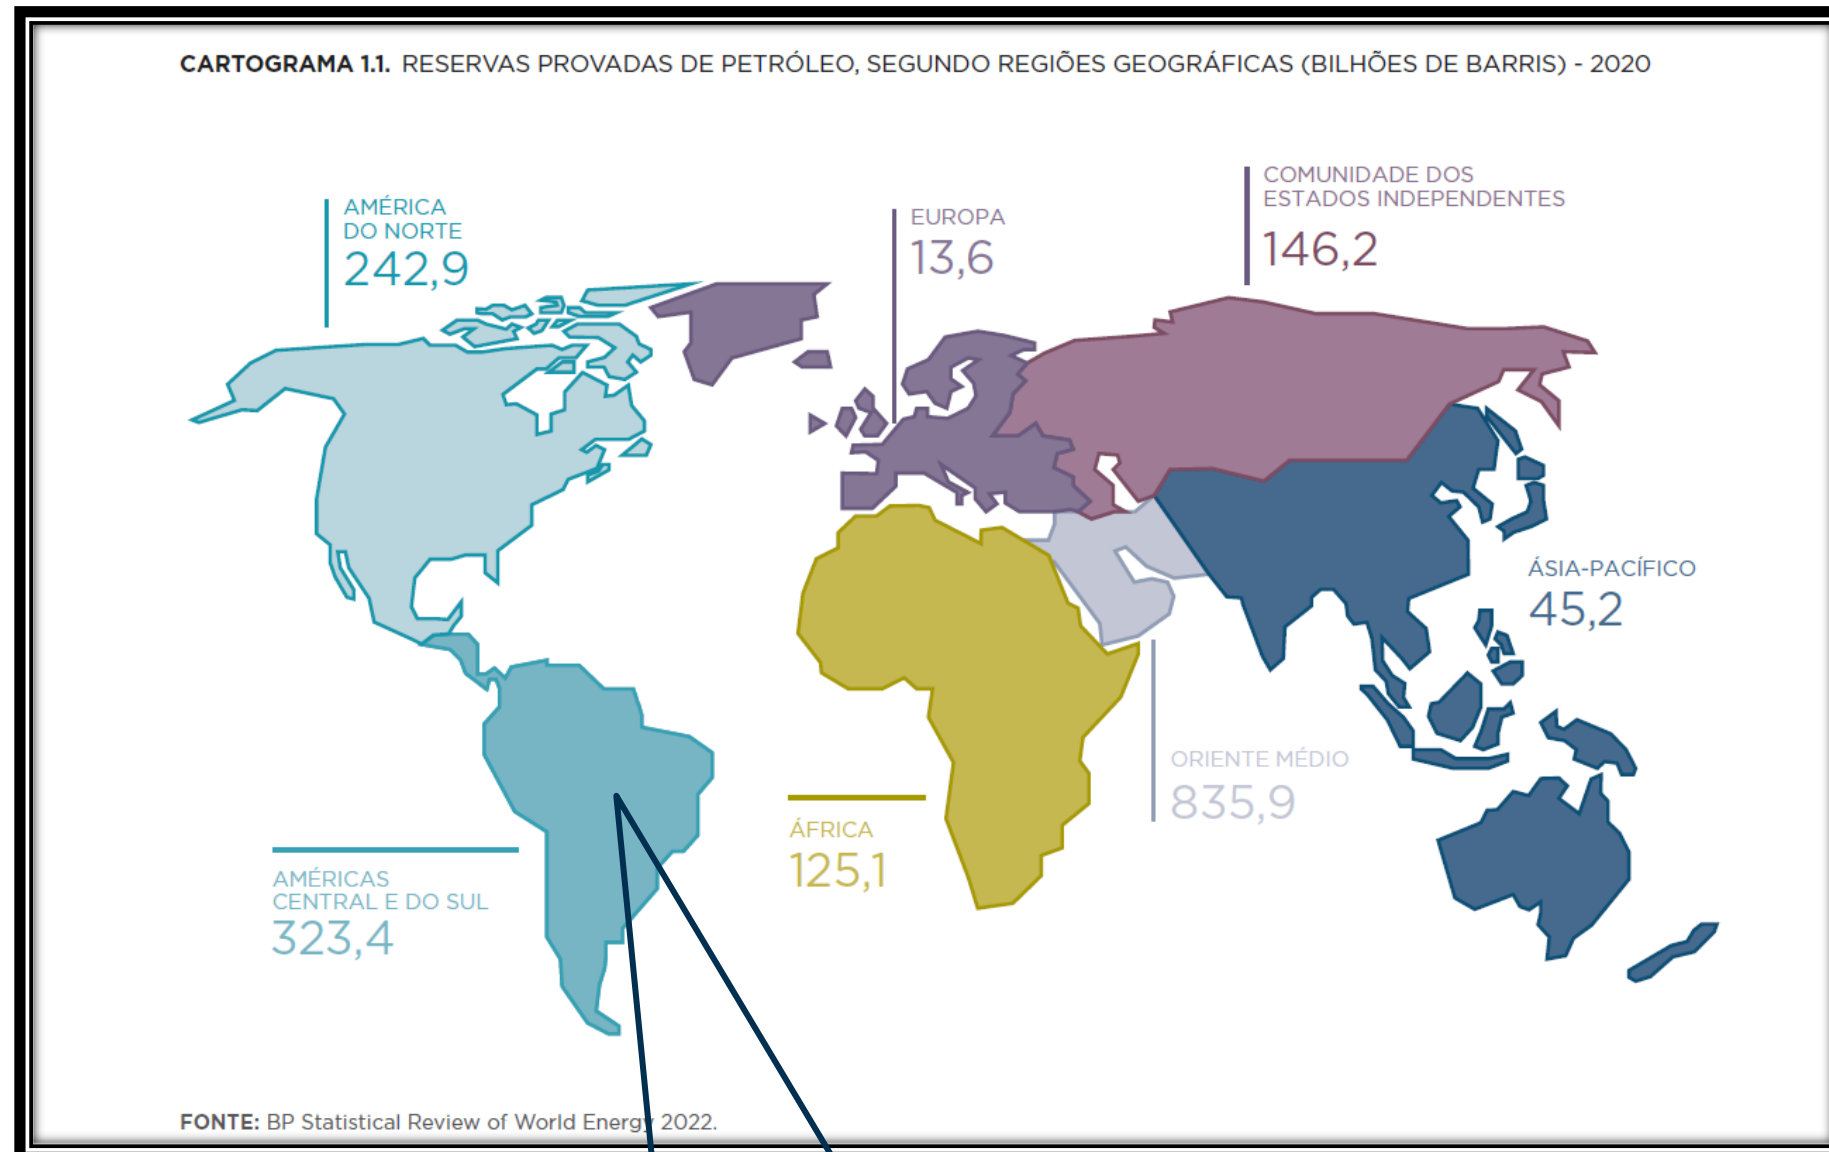 CARTOGRAMA 1.1. RESERVAS PROVADAS DE PETRÓLEO, SEGUNDO REGIÕES GEOGRÁFICAS (BILHÕES DE BARRIS) - 2020
AMÉRICA
DO NORTE
242,9
EUROPA
13,6
COMUNIDADE DOS
ESTADOS INDEPENDENTES
146,2
ÁSIA-PACÍFICO
45,2
ORIENTE MÉDIO
835,9
ÁFRICA
125,1
AMÉRICAS
CENTRAL E DO SUL
323,4
FONTE: BP Statistical Review of World Energy 2022.